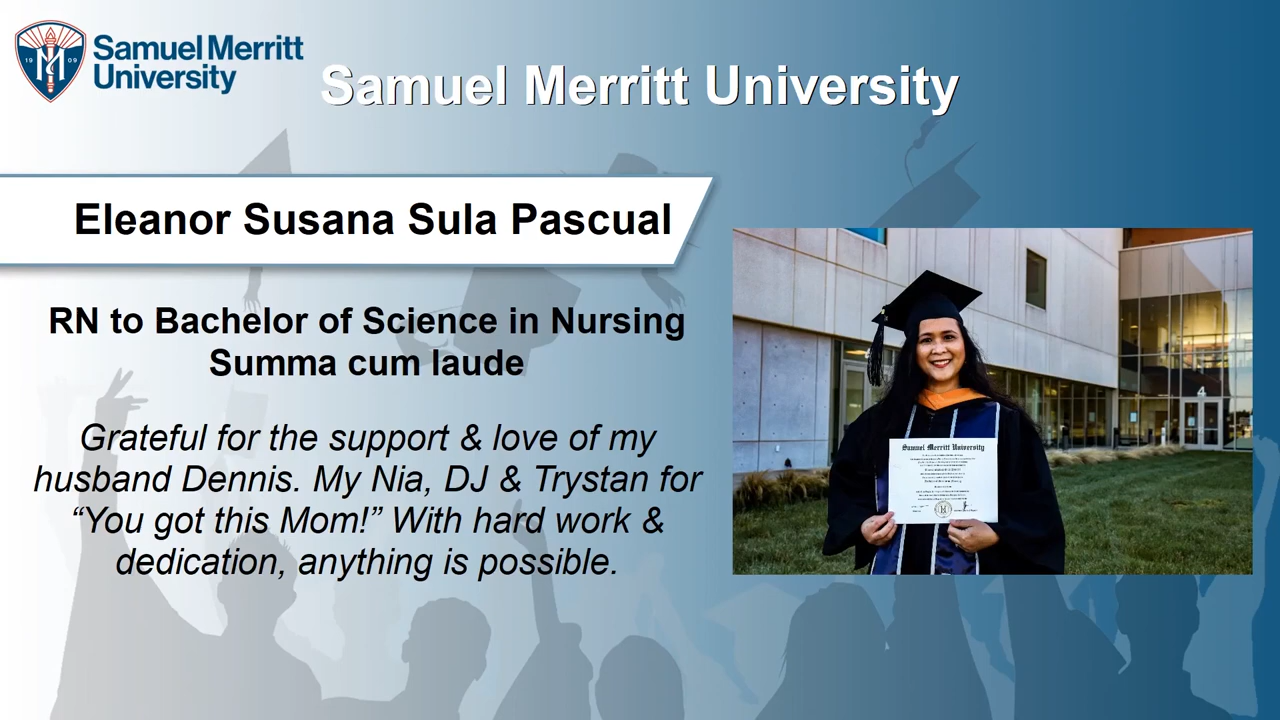 Samuel Merritt
University
19 09
Samuel Merritt University
Eleanor Susana Sula Pascual
RN to Bachelor of Science in Nursing
Summa cum laude
Grateful for the support & love of my
husband Dennis. My Nia, DJ & Trystan for
“You got this Mom!” With hard work &
dedication, anything is possible.
4
Samuel Merritt University